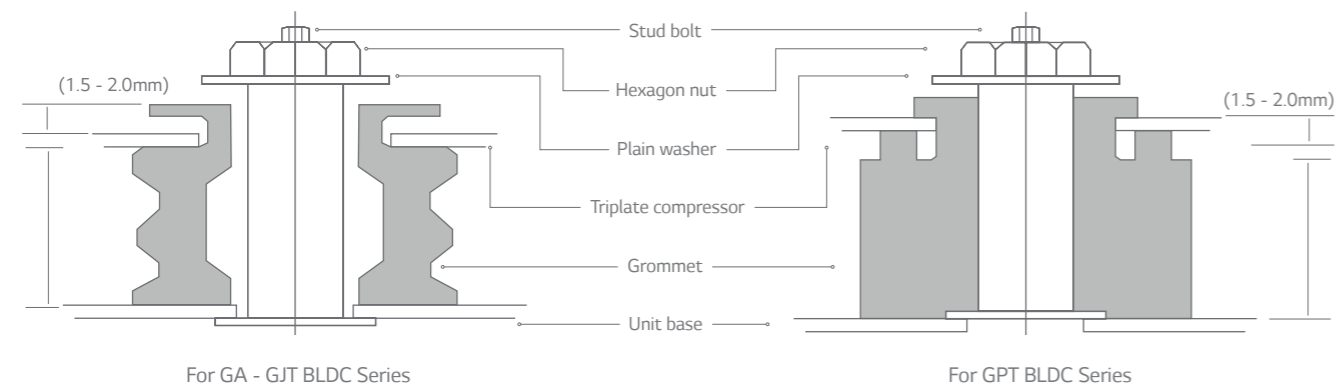 Stud bolt
(1.5 - 2.0mm)
Hexagon nut
(1.5 - 2.0mm)
Plain washer
Triplate compressor
Grommet
Unit base
For GA - GJT BLDC Series
For GPT BLDC Series